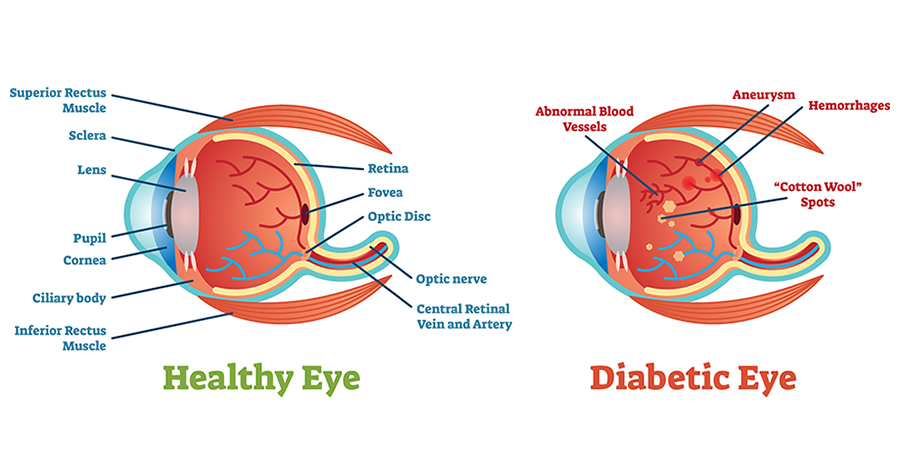 Superior Rectus
Muscle
Sclera
Lens
Pupil
Cornea
Ciliary body
Inferior Rectus
Muscle
Retina
Fovea
Optic Disc
Optic nerve
Central Retinal
Vein and Artery
Healthy Eye
Abnormal Blood
Vessels
Aneurysm
Hemorrhages
“Cotton Wool”
Spots
Diabetic Eye